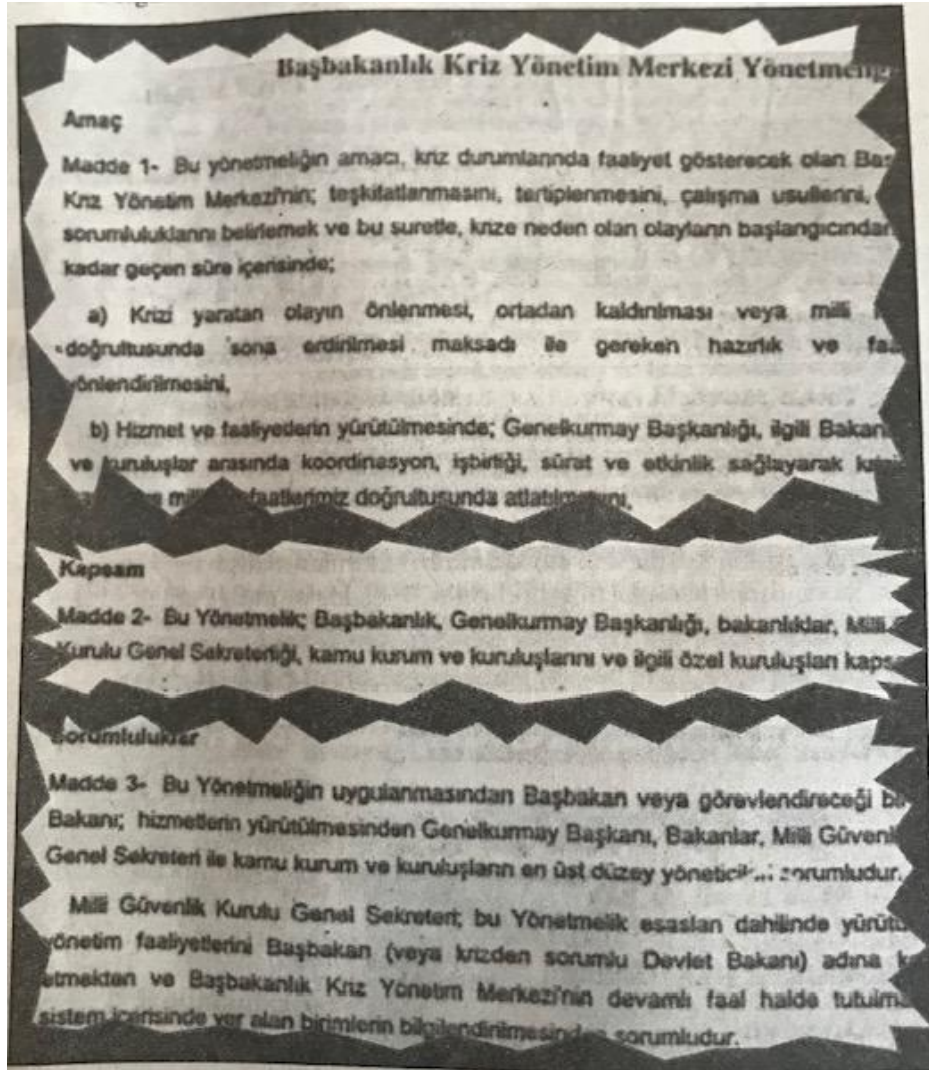 Başbakanlık Kriz Yönetim Merkezi
Amaç
Madde 1- Bu yönetmeliğin amacı, kriz durumlarında faaliyet gösterecek olan
Kriz Yönetim Merkezi'nin; teşkilatlanmasını, tertiplenmesini, çalışma usullerini,
sorumluluklarını belirlemek ve bu suretle, krize neden olan olayların başlangıcından
kadar geçen süre içerisinde;
a) Krizi yaratan olayın önlenmesi, ortadan kaldırılması veya milli
doğrultusunda sona erdirilmesi maksadı ile gereken hazırlık ve
yönlendirilmesini,
b) Hizmet ve faaliyetlerin yürütülmesinde; Genelkurmay Başkanlığı, ilgili
ve kuruluşlar arasında koordinasyon, işbirliği, sürat ve etkinlik sağlayarak
doğrultusunda atlatılmasını,
Kapsam
Madde 2- Bu Yönetmelik; Başbakanlık, Genelkurmay Başkanlığı, bakanlıklar, Milli
Kurulu Genel Sekreterliği, kamu kurum ve kuruluşlarını ve ilgili özel kuruluşları
Sorumluluklar
Madde 3- Bu Yönetmeliğin uygulanmasından Başbakan veya görevlendireceği
Bakanı; hizmetlerin yürütülmesinden Genelkurmay Başkanı, Bakanlar, Milli
Genel Sekreteri ile kamu kurum ve kuruluşların en üst düzey sorumludur.
Milli Güvenlik Kurulu Genel Sekreteri; bu Yönetmelik esasları dahilinde
yönetim faaliyetlerini Başbakan (veya krizden sorumlu Devlet Bakanı) adına
etmekten ve Başbakanlık Kriz Yönetim Merkezi'nin devamlı faal halde
sistem içerisinde yer alan birimlerin bilgilendirilmesinden sorumludur.